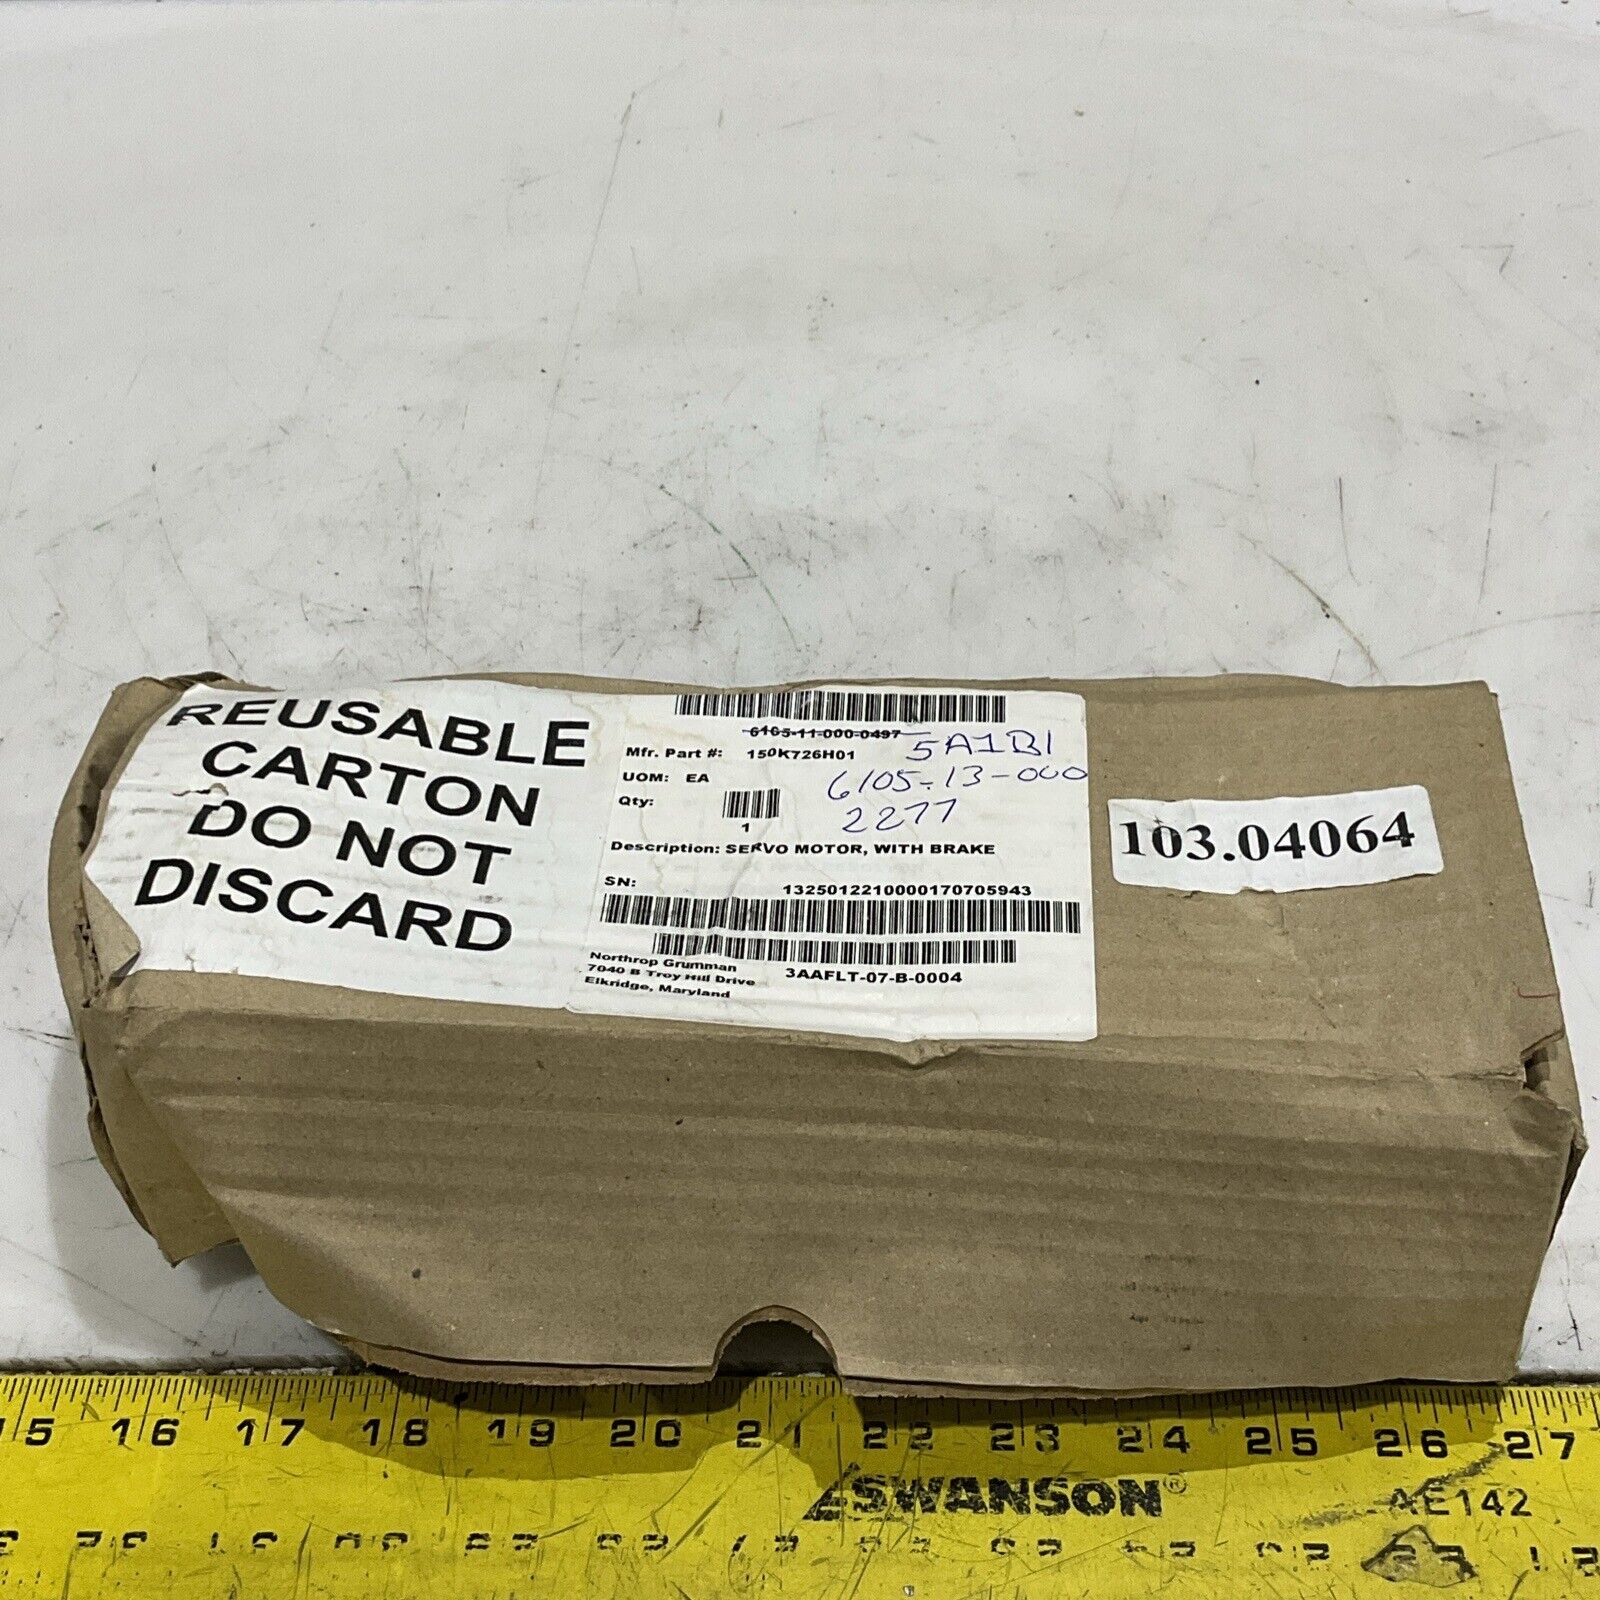 REUSABLE
CARTON
DO NOT
DISCARD
6105-11-000-0497
Mfr. Part #: 150K726H01
5A1B1
UOM: EA
6105-13-000
Qty:
1
2277
Description: SERVO MOTOR, WITH BRAKE
SN: 1325012210000170705943
3AAFLT-07-B-0004
Northrop Grumman
7040 B Troy Hill Drive
Elkridge, Maryland
103.04064
15 16 17 18 19 20 21 22 23 24 25 26 27
SWANSON®
AE142